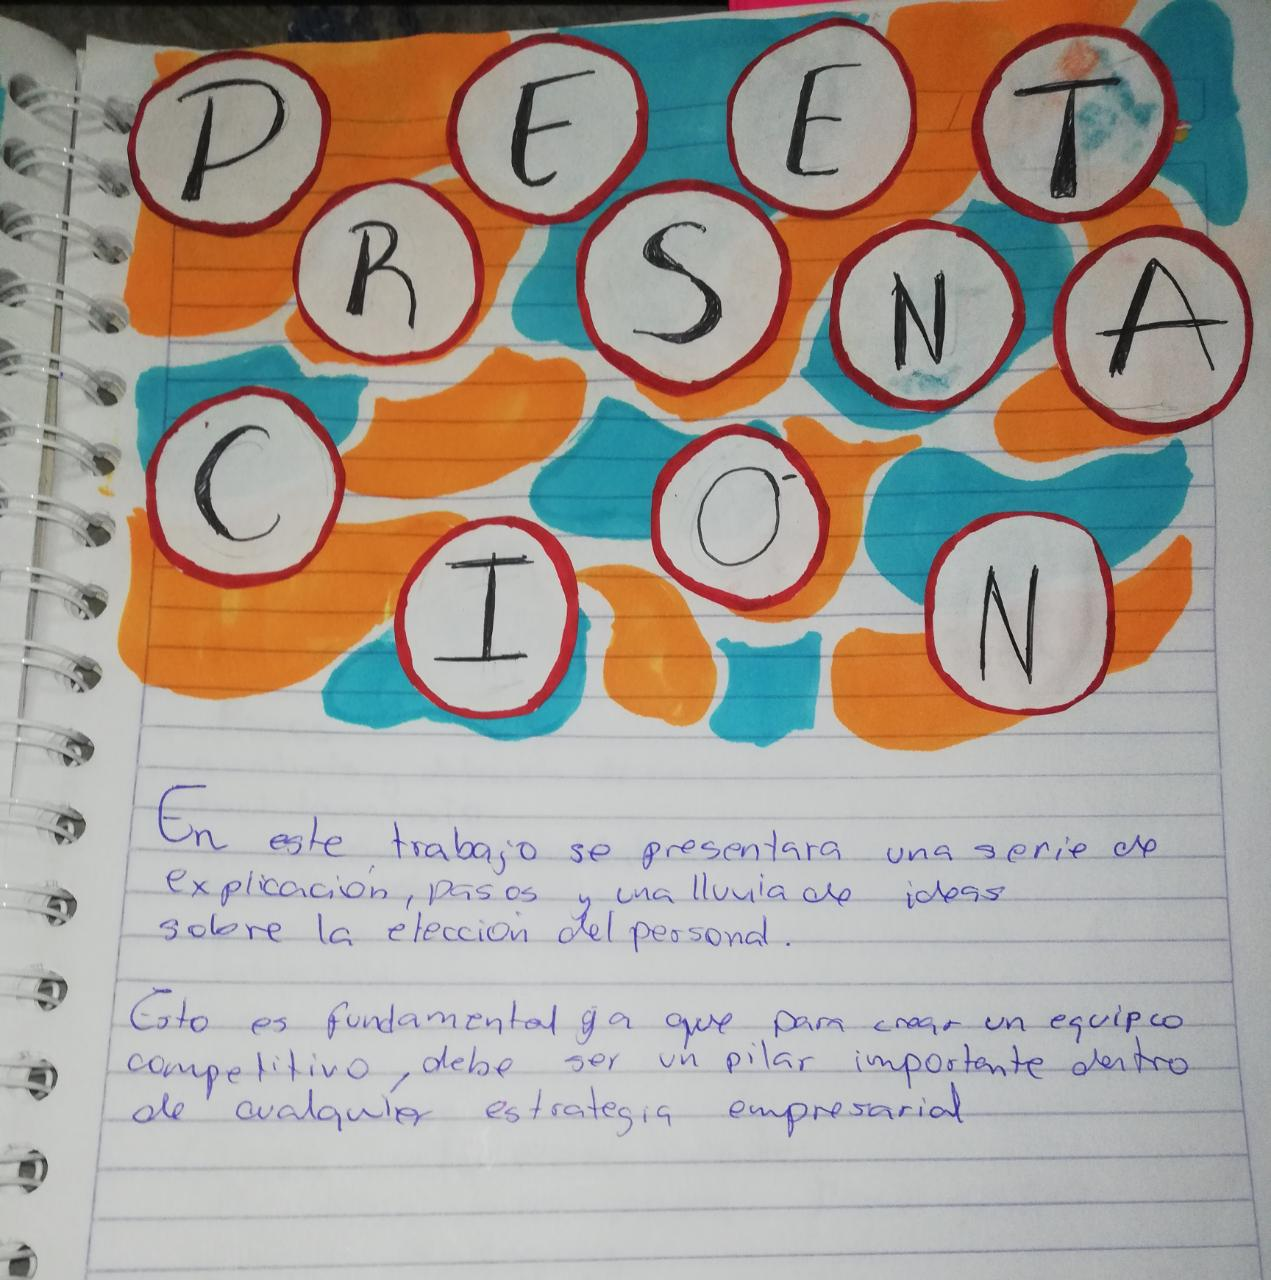 PRESENTA
CIÓN
En este trabajo se presentara una serie de
explicación, pasos y una lluvia de ideas
sobre la elección del personal.
Esto es fundamental ya que para crear un equipo
competitivo, debe ser un pilar importante dentro
de cualquier estrategia empresarial